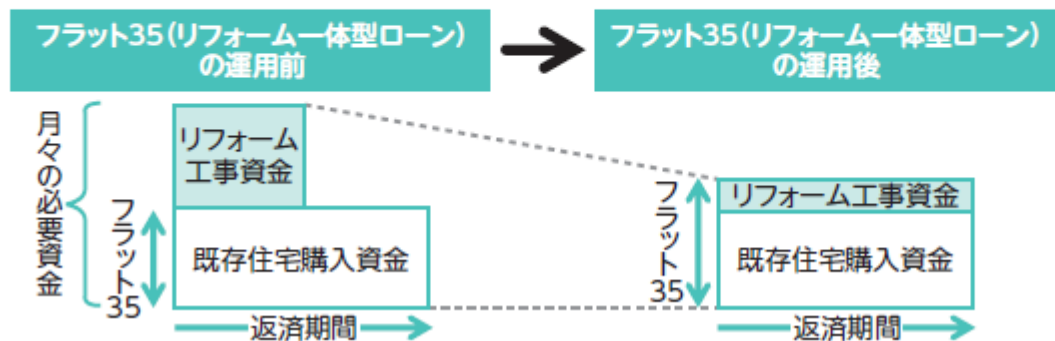 フラット35(リフォーム一体型ローン)
の運用前
フラット35(リフォーム一体型ローン)
の運用後
月々の必要資金
フラット35
リフォーム
工事資金
既存住宅購入資金
返済期間
フラット35
リフォーム工事資金
既存住宅購入資金
返済期間